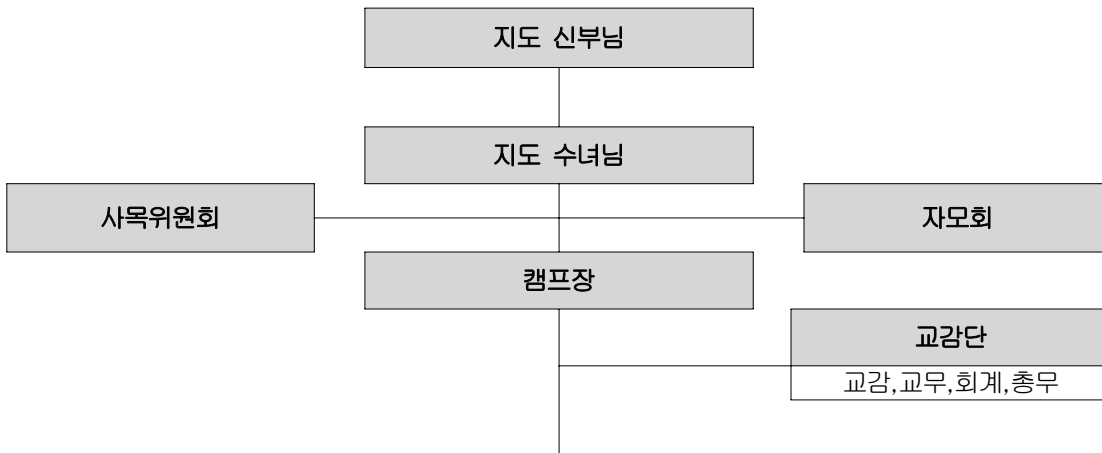 지도 신부님
지도 수녀님
사목위원회
자모회
캠프장
교감단
교감,교무,회계,총무